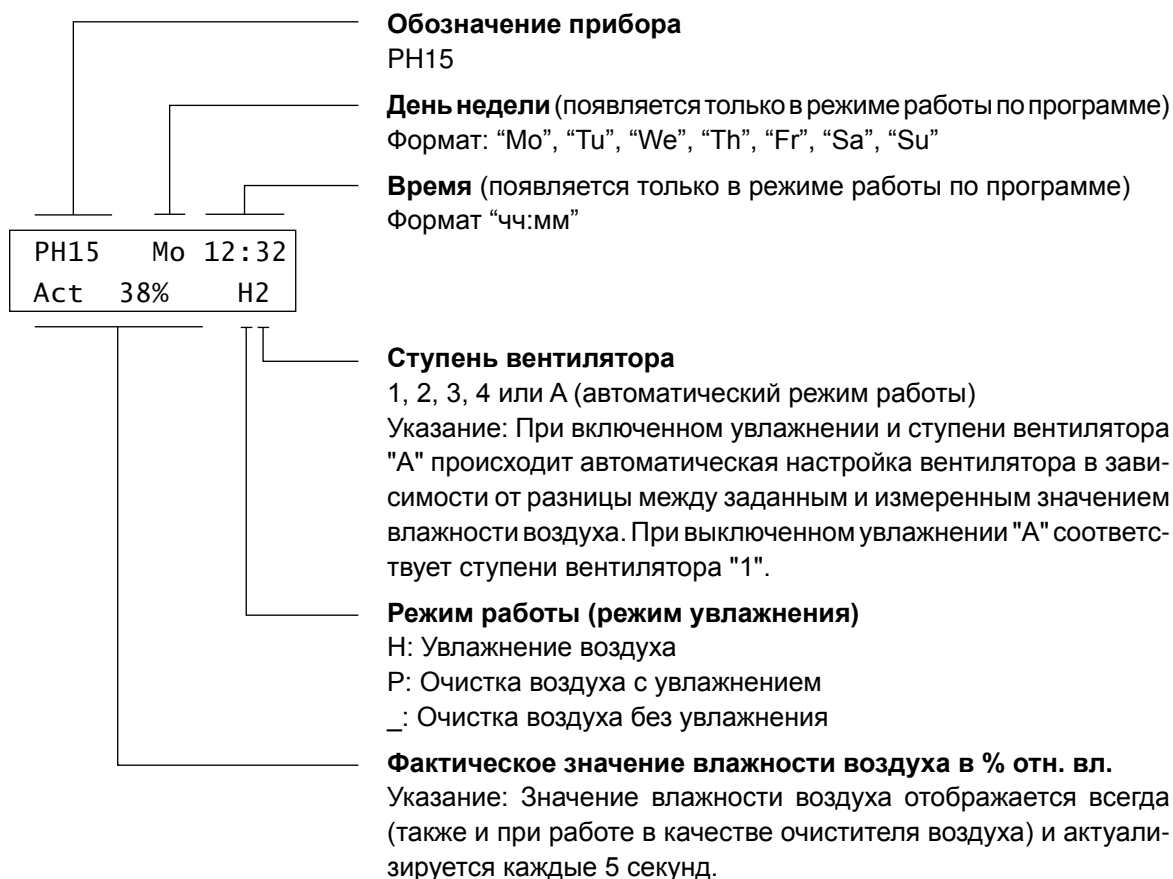 Обозначение прибора
PH15
День недели (появляется только в режиме работы по программе)
Формат: “Mo”, “Tu”, “We”, “Th”, “Fr”, “Sa”, “Su”
Время (появляется только в режиме работы по программе)
Формат “чч:мм”
PH15 Mo 12:32
Act 38% H2
Ступень вентилятора
1, 2, 3, 4 или A (автоматический режим работы)
Указание: При включенном увлажнении и ступени вентилятора
"A" происходит автоматическая настройка вентилятора в зави-
симости от разницы между заданным и измеренным значением
влажности воздуха. При выключенном увлажнении "A" соответс-
твует ступени вентилятора "1".
Режим работы (режим увлажнения)
H: Увлажнение воздуха
P: Очистка воздуха с увлажнением
_: Очистка воздуха без увлажнения
Фактическое значение влажности воздуха в % отн. вл.
Указание: Значение влажности воздуха отображается всегда
(также и при работе в качестве очистителя воздуха) и актуали-
зируется каждые 5 секунд.